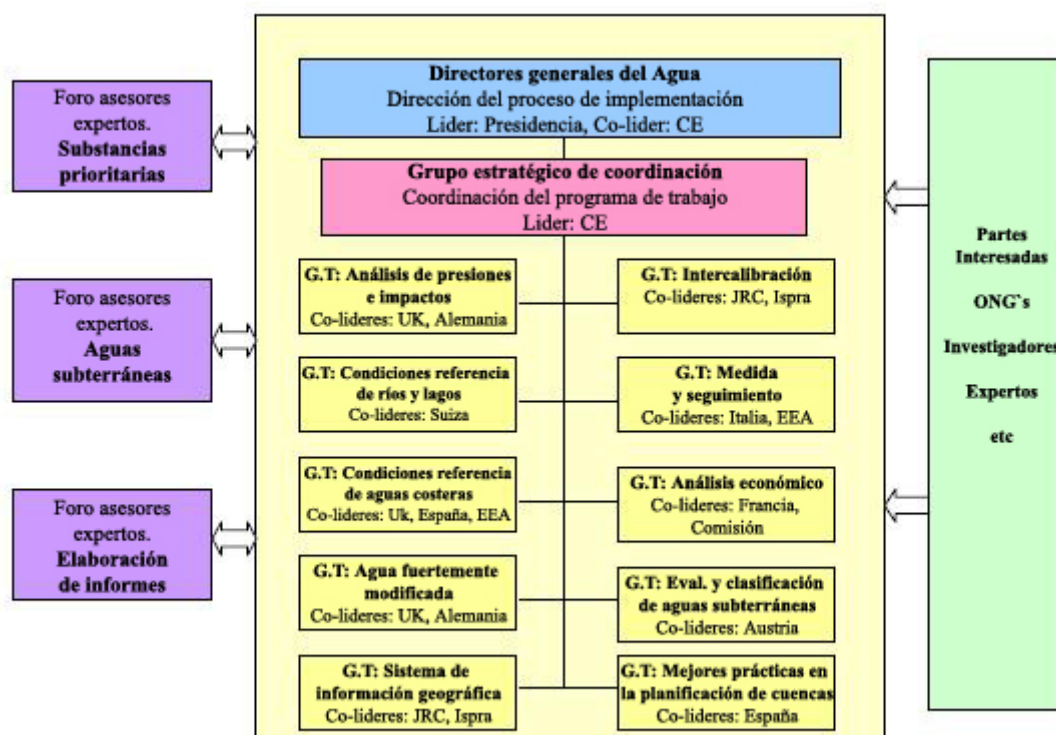 Foro asesores
expertos.
Substancias
prioritarias
Foro asesores
expertos.
Aguas
subterráneas
Foro asesores
expertos.
Elaboración
de informes
Directores generales del Agua
Dirección del proceso de implementación
Lider: Presidencia, Co-lider: CE
Grupo estratégico de coordinación
Coordinación del programa de trabajo
Lider: CE
G.T: Análisis de presiones
e impactos
Co-lideres: UK, Alemania
G.T: Intercalibración
Co-lideres: JRC, Ispra
G.T: Condiciones referencia
de ríos y lagos
Co-lideres: Suiza
G.T: Medida
y seguimiento
Co-lideres: Italia, EEA
G.T: Condiciones referencia
de aguas costeras
Co-lideres: Uk, España, EEA
G.T: Análisis económico
Co-lideres: Francia,
Comisión
G.T: Agua fuertemente
modificada
Co-lideres: UK, Alemania
G.T: Eval. y clasificación
de aguas subterráneas
Co-lideres: Austria
G.T: Sistema de
información geográfica
Co-lideres: JRC, Ispra
G.T: Mejores prácticas en
la planificación de cuencas
Co-lideres: España
Partes
Interesadas
ONG`s
Investigadores
Expertos
etc